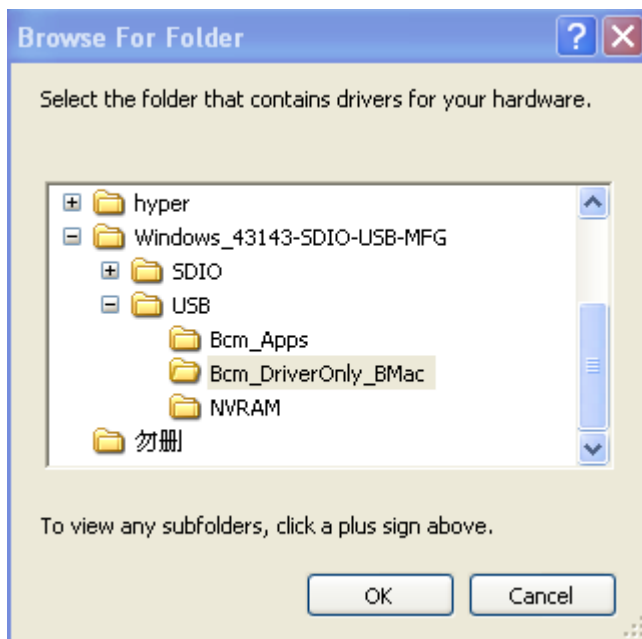 Browse For Folder
Select the folder that contains drivers for your hardware.
hyper
Windows_43143-SDIO-USB-MFG
SDIO
USB
Bcm_Apps
Bcm_DriverOnly_BMac
NVRAM
勿删
To view any subfolders, click a plus sign above.
OK Cancel